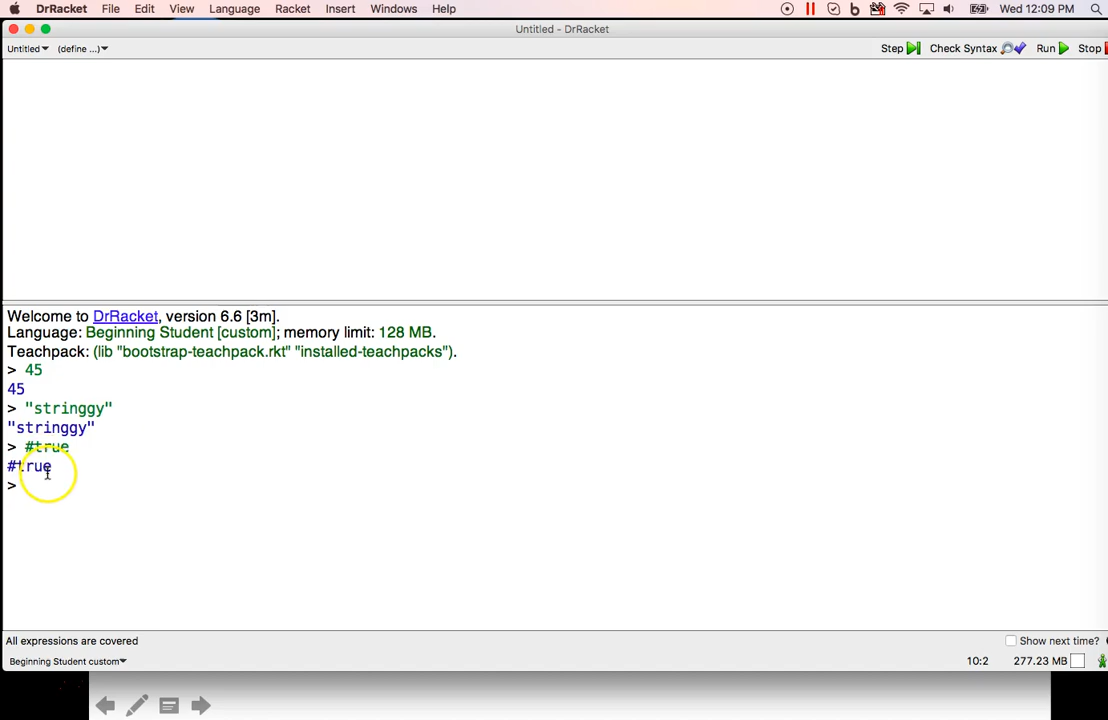 DrRacket File Edit View Language Racket Insert Windows Help Wed 12:09 PM
Untitled - DrRacket
Untitled (define ...) Step Check Syntax Run Stop
Welcome to DrRacket, version 6.6 [3m].
Language: Beginning Student [custom]; memory limit: 128 MB.
Teachpack: (lib "bootstrap-teachpack.rkt" "installed-teachpacks").
> 45
45
> "stringgy"
"stringgy"
> #true
#true
>
All expressions are covered Show next time?
Beginning Student custom 10:2 277.23 MB